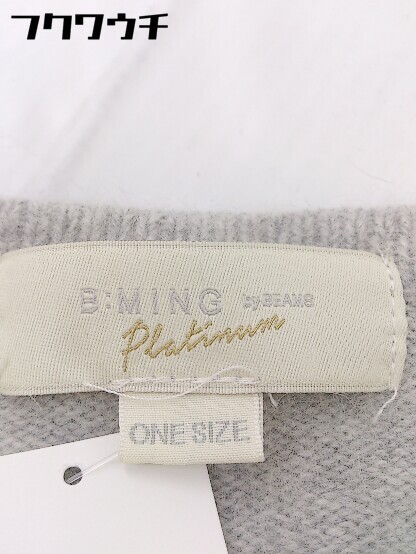 フクワウチ
B:MING by BEAMS
Platinum
ONE SIZE